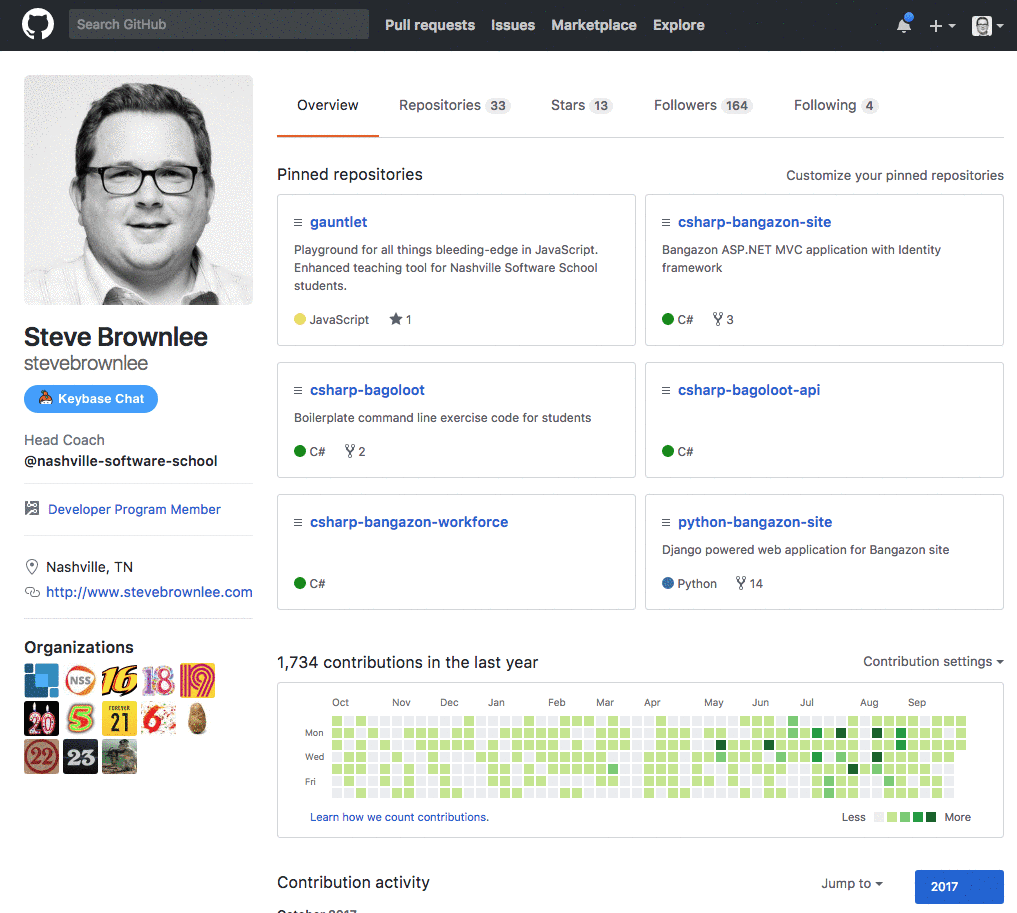 Search GitHub
Pull requests Issues Marketplace Explore
Steve Brownlee
stevebrownlee
Keybase Chat
Head Coach
@nashville-software-school
Developer Program Member
Nashville, TN
http://www.stevebrownlee.com
Organizations
NSS 16 18 19
20 5 FOREVER 21 6
22 23
Overview Repositories 33 Stars 13 Followers 164 Following 4
Pinned repositories Customize your pinned repositories
gauntlet
Playground for all things bleeding-edge in JavaScript.
Enhanced teaching tool for Nashville Software School
students.
JavaScript 1
csharp-bangazon-site
Bangazon ASP.NET MVC application with Identity
framework
C# 3
csharp-bagoloot
Boilerplate command line exercise code for students
C# 2
csharp-bagoloot-api
C#
csharp-bangazon-workforce
C#
python-bangazon-site
Django powered web application for Bangazon site
Python 14
1,734 contributions in the last year Contribution settings
Oct Nov Dec Jan Feb Mar Apr May Jun Jul Aug Sep
Mon
Wed
Fri
Learn how we count contributions. Less More
Contribution activity Jump to 2017
October 2017